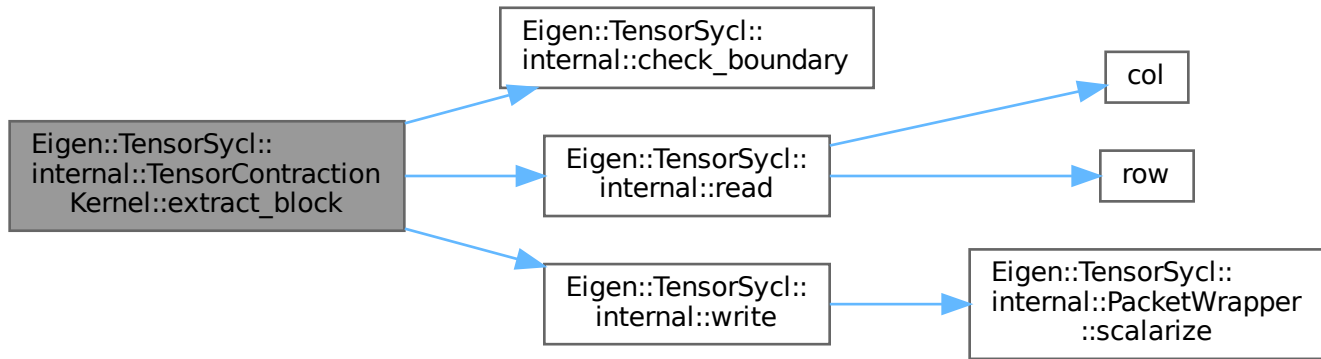 Eigen::TensorSycl::
internal::TensorContraction
Kernel::extract_block
Eigen::TensorSycl::
internal::check_boundary
Eigen::TensorSycl::
internal::read
col
row
Eigen::TensorSycl::
internal::write
Eigen::TensorSycl::
internal::PacketWrapper
::scalarize